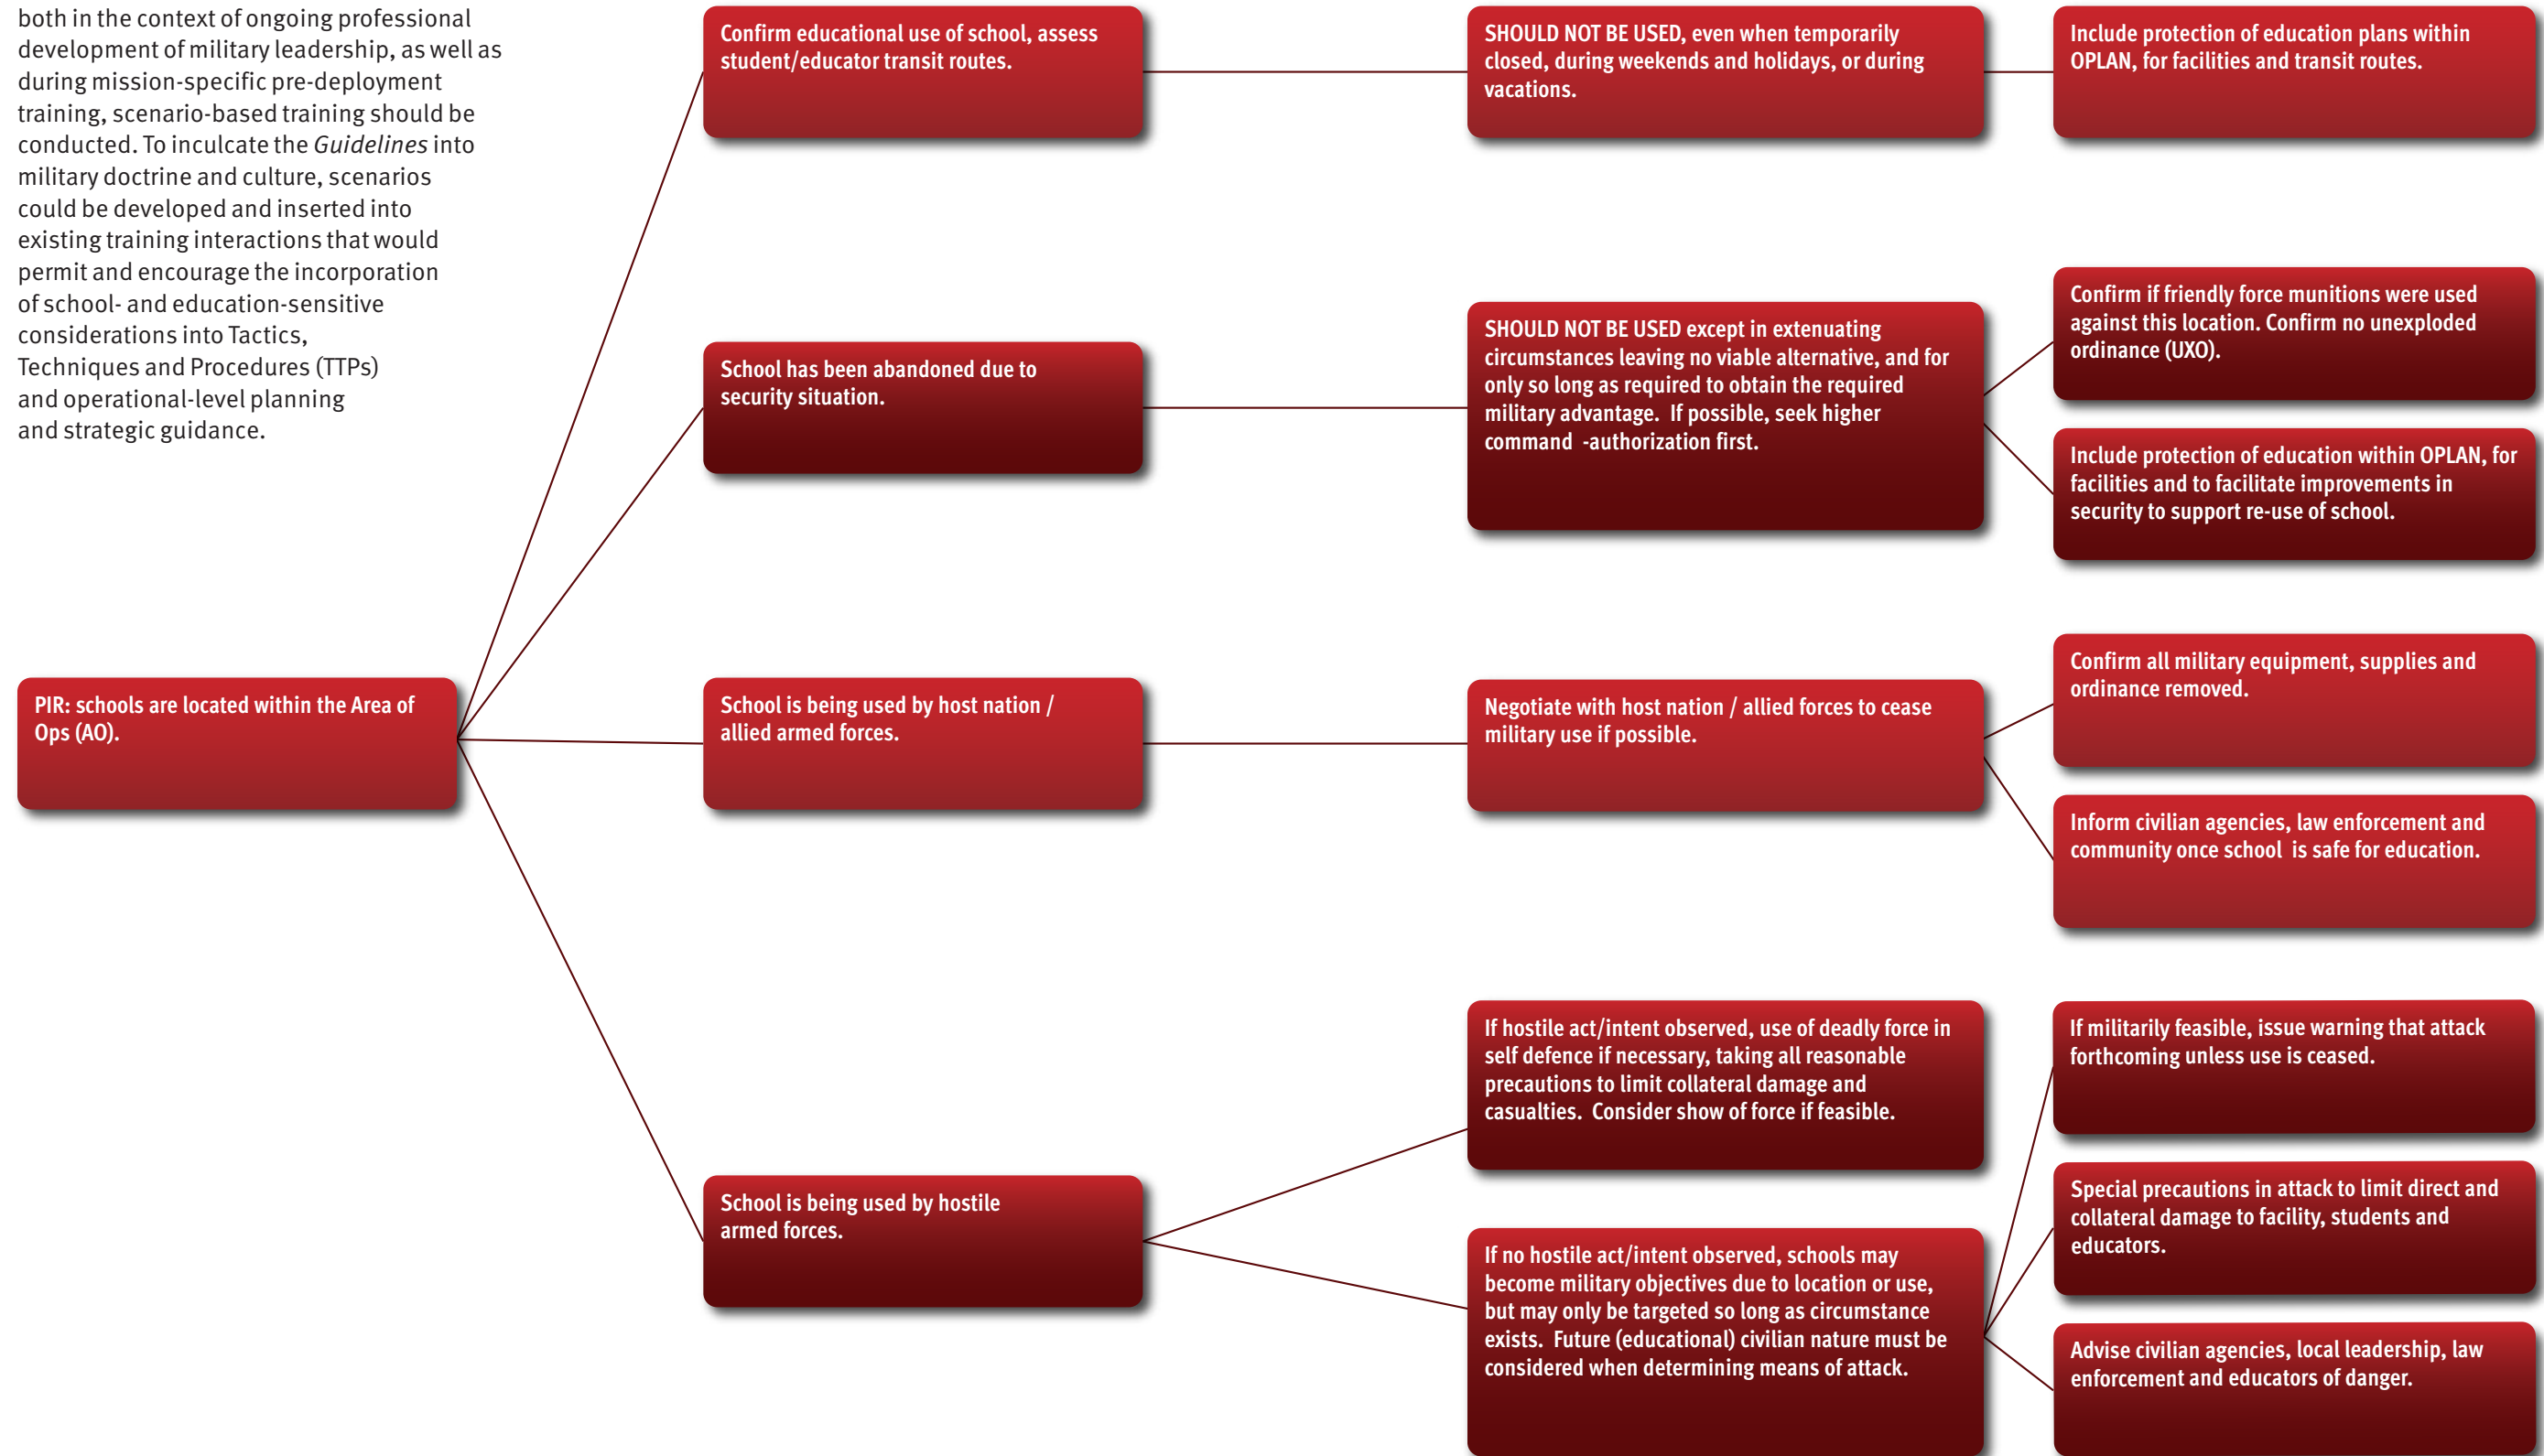 both in the context of ongoing professional
development of military leadership, as well as
during mission-specific pre-deployment
training, scenario-based training should be
conducted. To inculcate the Guidelines into
military doctrine and culture, scenarios
could be developed and inserted into
existing training interactions that would
permit and encourage the incorporation
of school- and education-sensitive
considerations into Tactics,
Techniques and Procedures (TTPs)
and operational-level planning
and strategic guidance.
PIR: schools are located within the Area of
Ops (AO).
Confirm educational use of school, assess
student/educator transit routes.
SHOULD NOT BE USED, even when temporarily
closed, during weekends and holidays, or during
vacations.
Include protection of education plans within
OPLAN, for facilities and transit routes.
School has been abandoned due to
security situation.
SHOULD NOT BE USED except in extenuating
circumstances leaving no viable alternative, and for
only so long as required to obtain the required
military advantage.  If possible, seek higher
command  -authorization first.
Confirm if friendly force munitions were used
against this location. Confirm no unexploded
ordinance (UXO).
Include protection of education within OPLAN, for
facilities and to facilitate improvements in
security to support re-use of school.
School is being used by host nation /
allied armed forces.
Negotiate with host nation / allied forces to cease
military use if possible.
Confirm all military equipment, supplies and
ordinance removed.
Inform civilian agencies, law enforcement and
community once school  is safe for education.
School is being used by hostile
armed forces.
If hostile act/intent observed, use of deadly force in
self defence if necessary, taking all reasonable
precautions to limit collateral damage and
casualties.  Consider show of force if feasible.
If no hostile act/intent observed, schools may
become military objectives due to location or use,
but may only be targeted so long as circumstance
exists.  Future (educational) civilian nature must be
considered when determining means of attack.
If militarily feasible, issue warning that attack
forthcoming unless use is ceased.
Special precautions in attack to limit direct and
collateral damage to facility, students and
educators.
Advise civilian agencies, local leadership, law
enforcement and educators of danger.